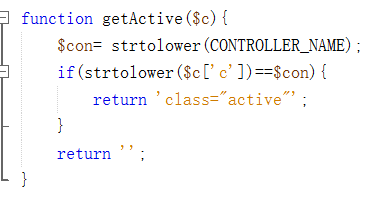 function getActive($c){
$con= strtolower(CONTROLLER_NAME);
if(strtolower($c['c'])==$con){
return 'class="active"';
}
return '';
}